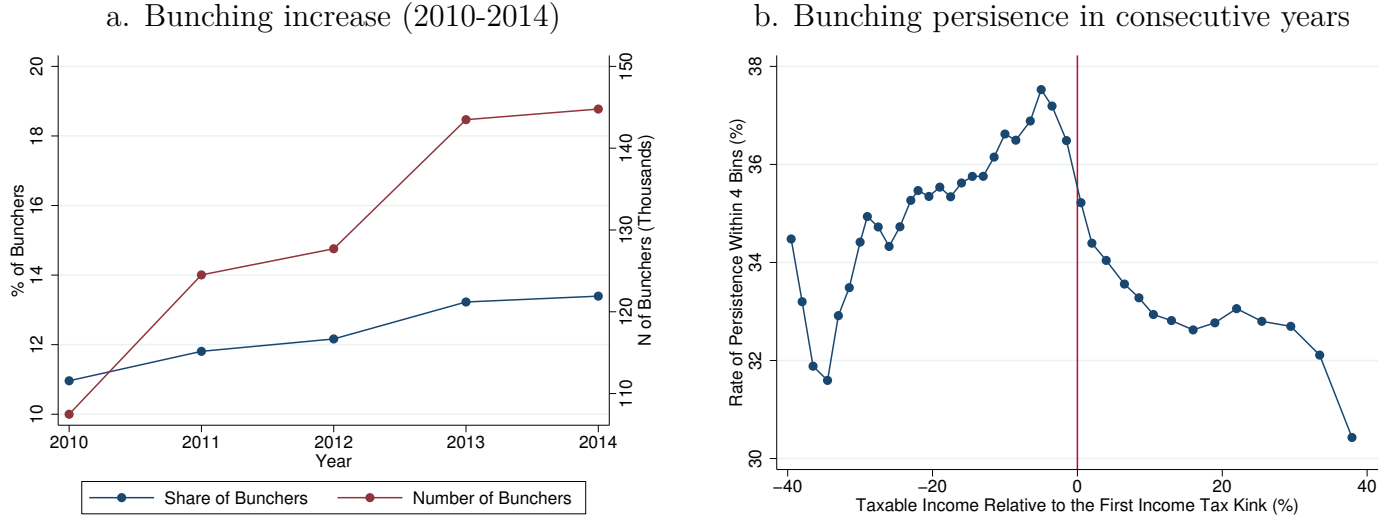 a. Bunching increase (2010-2014)
20
18
16
14
12
10
% of Bunchers
150
140
130
120
110
N of Bunchers (Thousands)
2010 2011 2012 2013 2014
Year
Share of Bunchers Number of Bunchers
b. Bunching persisence in consecutive years
38
36
34
32
30
Rate of Persistence Within 4 Bins (%)
−40 −20 0 20 40
Taxable Income Relative to the First Income Tax Kink (%)